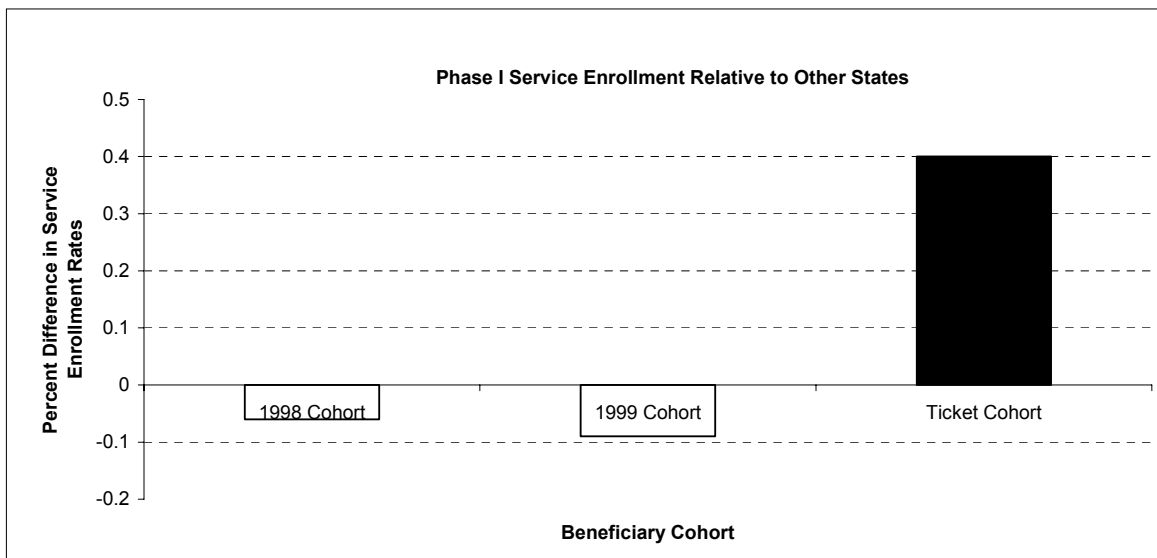 Phase I Service Enrollment Relative to Other States
Percent Difference in Service
Enrollment Rates
0.5
0.4
0.3
0.2
0.1
0
-0.1
-0.2
1998 Cohort
1999 Cohort
Ticket Cohort
Beneficiary Cohort